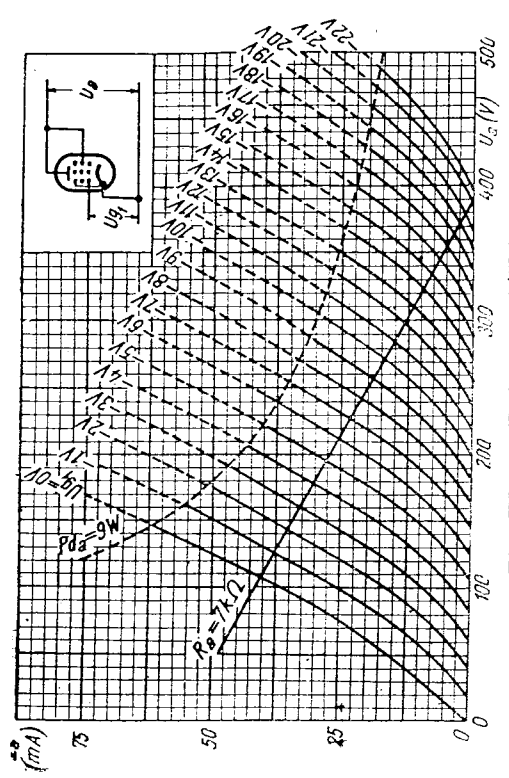 (mA)
75
50
25
0
0
100
200
300
400
500
Ua (V)
Pda=9W
Ra=7kΩ
Ug1=0V
1V
2V
3V
4V
5V
6V
7V
8V
9V
10V
11V
12V
13V
14V
15V
16V
17V
18V
19V
20V
21V
22V
Ug1